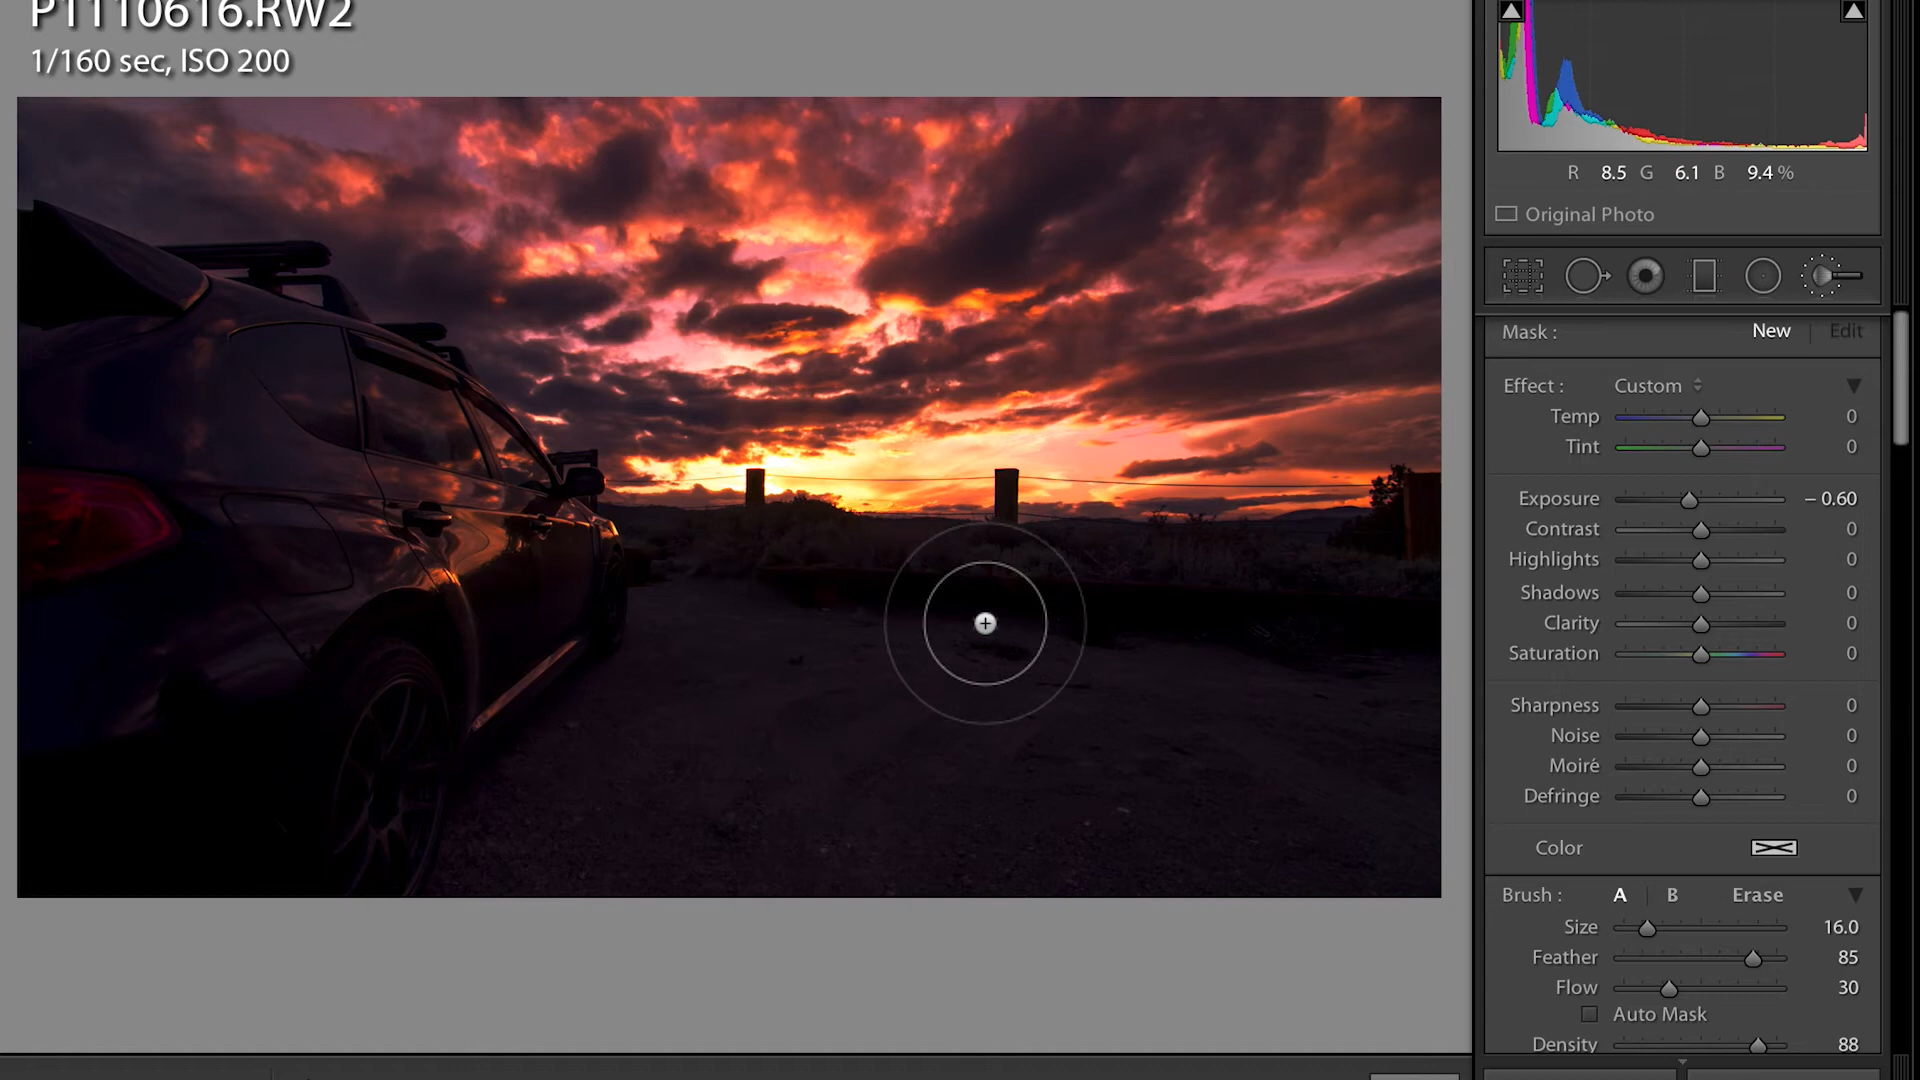 P1110616.RW2
1/160 sec, ISO 200
R 8.5 G 6.1 B 9.4 %
Original Photo
Mask : New Edit
Effect : Custom
Temp 0
Tint 0
Exposure – 0.60
Contrast 0
Highlights 0
Shadows 0
Clarity 0
Saturation 0
Sharpness 0
Noise 0
Moiré 0
Defringe 0
Color
Brush : A B Erase
Size 16.0
Feather 85
Flow 30
Auto Mask
Density 88